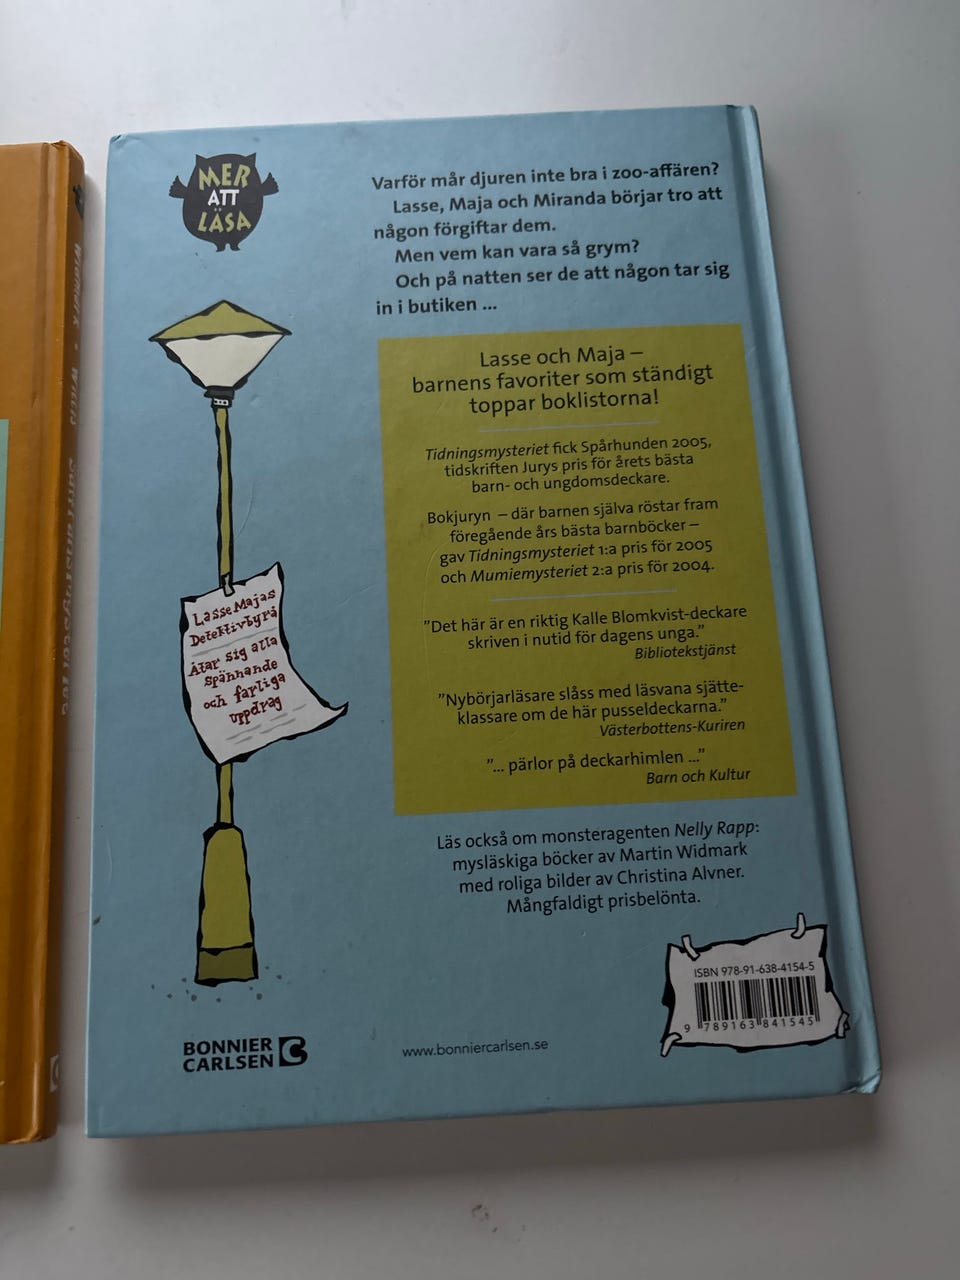 MER
ATT
LÄSA
Varför mår djuren inte bra i zoo-affären?
Lasse, Maja och Miranda börjar tro att
någon förgiftar dem.
Men vem kan vara så grym?
Och på natten ser de att någon tar sig
in i butiken ...
Lasse och Maja –
barnens favoriter som ständigt
toppar boklistorna!
Tidningsmysteriet fick Spårhunden 2005,
tidskriften Jurys pris för årets bästa
barn- och ungdomsdeckare.
Bokjuryn – där barnen själva röstar fram
föregående års bästa barnböcker –
gav Tidningsmysteriet 1:a pris för 2005
och Mumiemysteriet 2:a pris för 2004.
”Det här är en riktig Kalle Blomkvist-deckare
skriven i nutid för dagens unga.”
Bibliotekstjänst
”Nybörjarläsare slåss med läsvana sjätte-
klassare om de här pusseldeckarna.”
Västerbottens-Kuriren
”... pärlor på deckarhimlen ...”
Barn och Kultur
LasseMajas
Detektivbyrå
Åtar sig alla
spännande
och farliga
uppdrag
Läs också om monsteragenten Nelly Rapp:
mysläskiga böcker av Martin Widmark
med roliga bilder av Christina Alvner.
Mångfaldigt prisbelönta.
ISBN 978-91-638-4154-5
9 789163 841545
BONNIER
CARLSEN
www.bonniercarlsen.se
Widmark • Willis